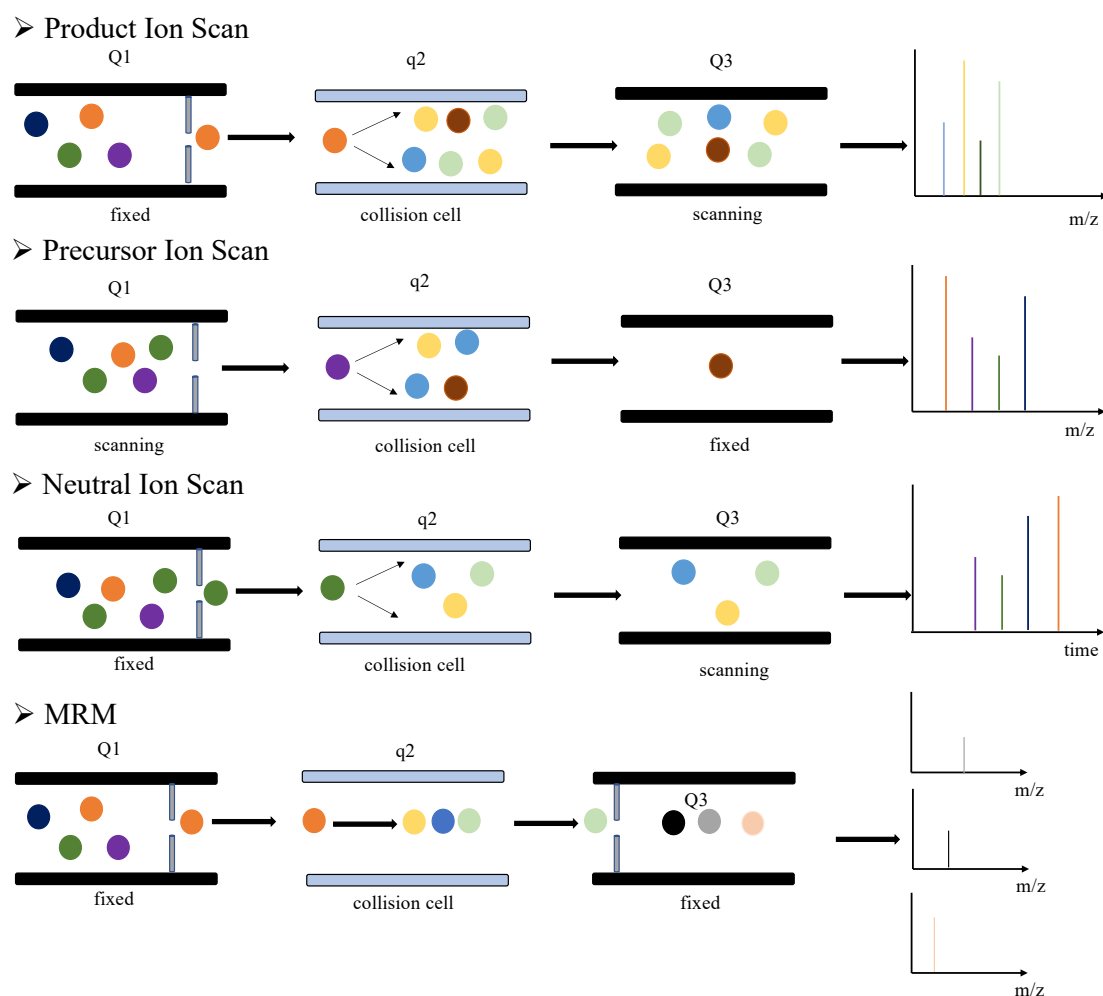 ➢ Product Ion Scan
Q1
q2
Q3
fixed
collision cell
scanning
m/z
➢ Precursor Ion Scan
Q1
q2
Q3
scanning
collision cell
fixed
m/z
➢ Neutral Ion Scan
Q1
q2
Q3
fixed
collision cell
scanning
time
➢ MRM
Q1
q2
Q3
fixed
collision cell
fixed
m/z
m/z
m/z